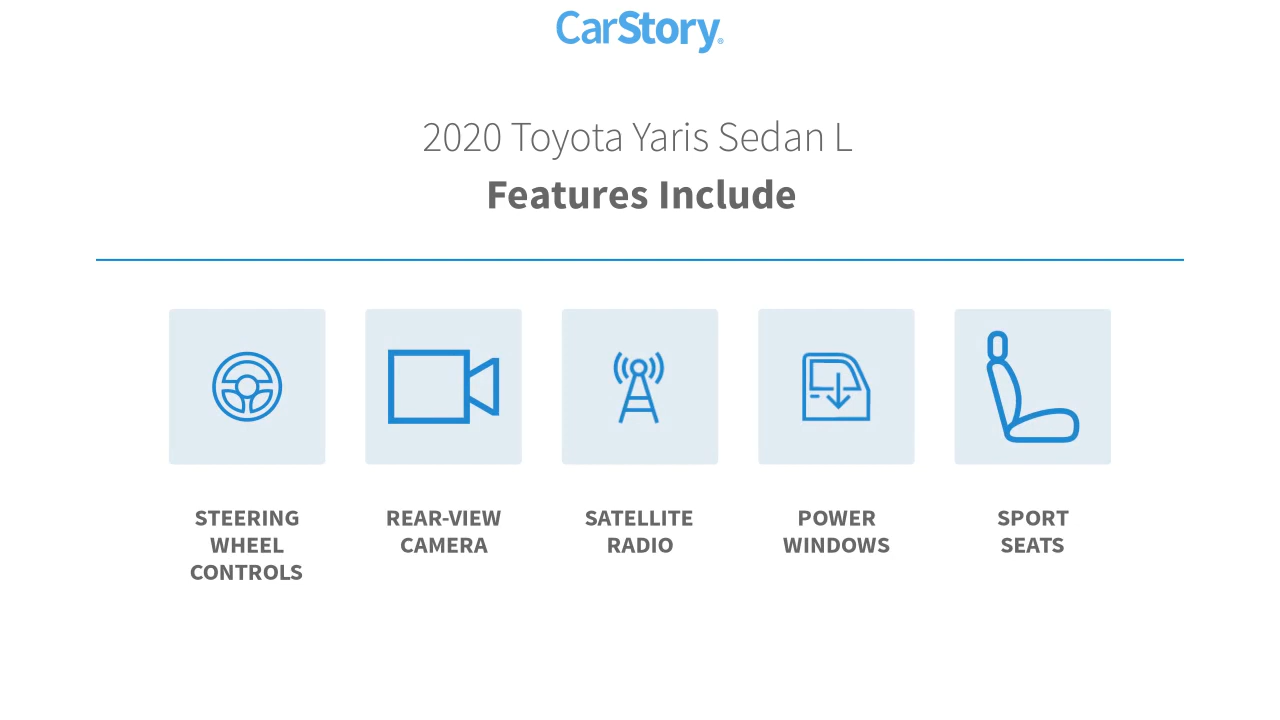 CarStory®
2020 Toyota Yaris Sedan L
Features Include
STEERING
WHEEL
CONTROLS
REAR-VIEW
CAMERA
SATELLITE
RADIO
POWER
WINDOWS
SPORT
SEATS